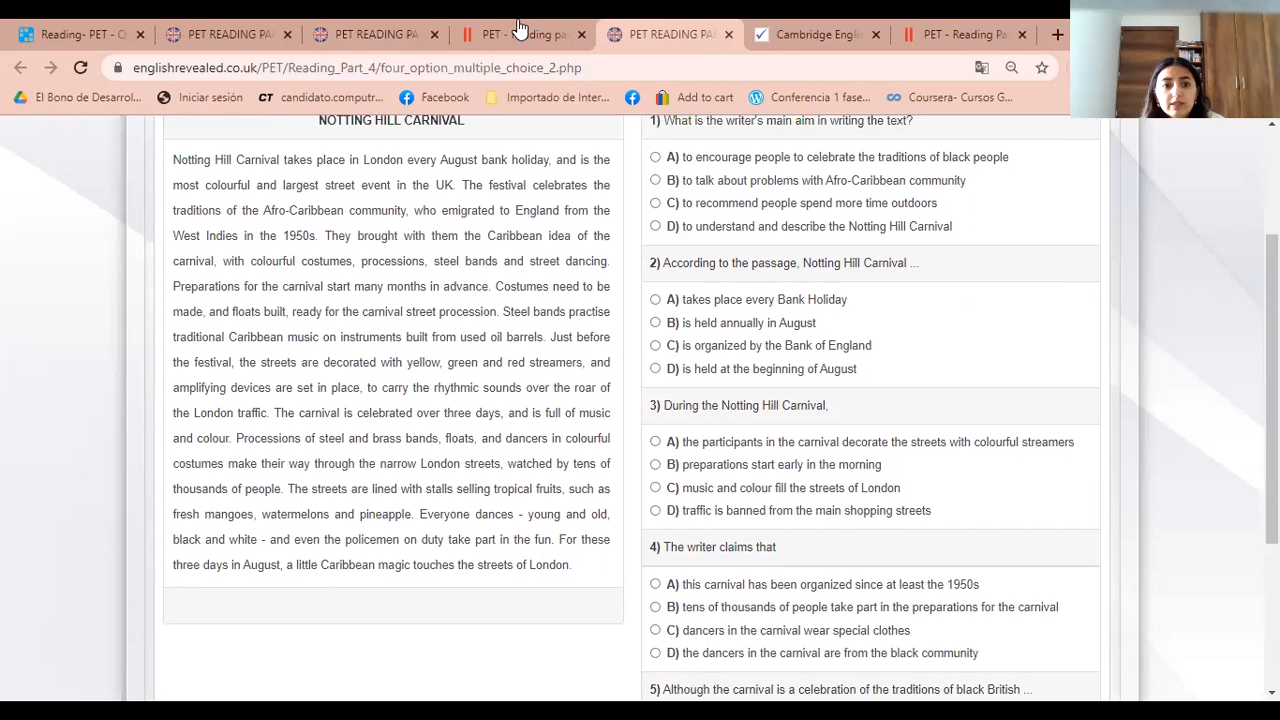 Reading- PET - Q
PET READING PA
PET READING PA
PET - Reading pa
PET READING PA
Cambridge Engli
PET - Reading Pa
englishrevealed.co.uk/PET/Reading_Part_4/four_option_multiple_choice_2.php
El Bono de Desarrol...
Iniciar sesión
CT candidato.computr...
Facebook
Importado de Inter...
Add to cart
Conferencia 1 fase...
Coursera- Cursos G...
NOTTING HILL CARNIVAL
Notting Hill Carnival takes place in London every August bank holiday, and is the
most colourful and largest street event in the UK. The festival celebrates the
traditions of the Afro-Caribbean community, who emigrated to England from the
West Indies in the 1950s. They brought with them the Caribbean idea of the
carnival, with colourful costumes, processions, steel bands and street dancing.
Preparations for the carnival start many months in advance. Costumes need to be
made, and floats built, ready for the carnival street procession. Steel bands practise
traditional Caribbean music on instruments built from used oil barrels. Just before
the festival, the streets are decorated with yellow, green and red streamers, and
amplifying devices are set in place, to carry the rhythmic sounds over the roar of
the London traffic. The carnival is celebrated over three days, and is full of music
and colour. Processions of steel and brass bands, floats, and dancers in colourful
costumes make their way through the narrow London streets, watched by tens of
thousands of people. The streets are lined with stalls selling tropical fruits, such as
fresh mangoes, watermelons and pineapple. Everyone dances - young and old,
black and white - and even the policemen on duty take part in the fun. For these
three days in August, a little Caribbean magic touches the streets of London.
1) What is the writer's main aim in writing the text?
A) to encourage people to celebrate the traditions of black people
B) to talk about problems with Afro-Caribbean community
C) to recommend people spend more time outdoors
D) to understand and describe the Notting Hill Carnival
2) According to the passage, Notting Hill Carnival ...
A) takes place every Bank Holiday
B) is held annually in August
C) is organized by the Bank of England
D) is held at the beginning of August
3) During the Notting Hill Carnival,
A) the participants in the carnival decorate the streets with colourful streamers
B) preparations start early in the morning
C) music and colour fill the streets of London
D) traffic is banned from the main shopping streets
4) The writer claims that
A) this carnival has been organized since at least the 1950s
B) tens of thousands of people take part in the preparations for the carnival
C) dancers in the carnival wear special clothes
D) the dancers in the carnival are from the black community
5) Although the carnival is a celebration of the traditions of black British ...